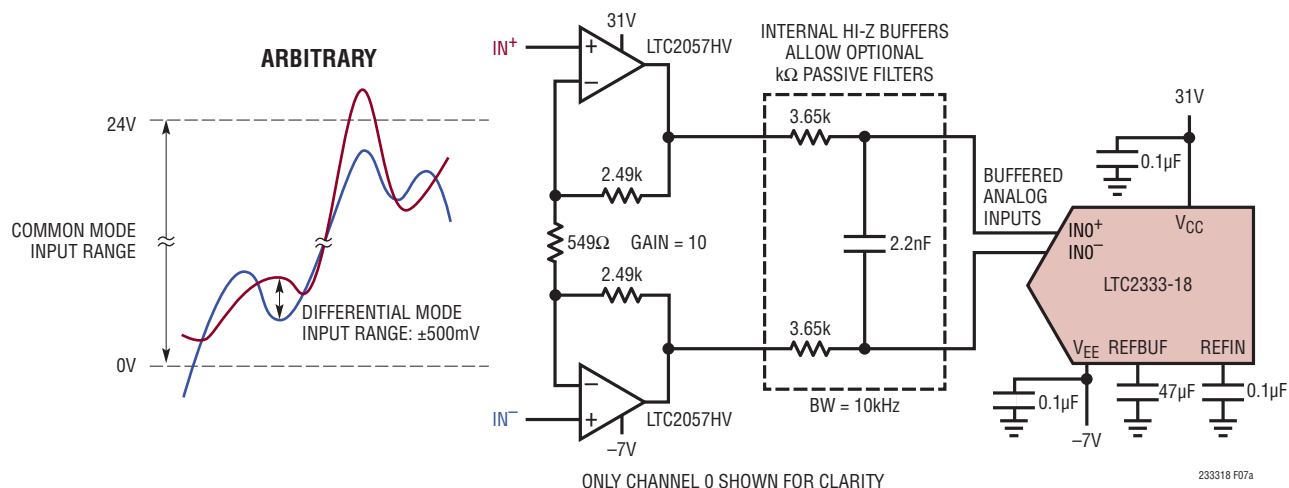 ARBITRARY
24V
COMMON MODE
INPUT RANGE
DIFFERENTIAL MODE
INPUT RANGE: ±500mV
0V
31V
IN+
LTC2057HV
+
–
2.49k
549Ω
GAIN = 10
2.49k
–
+
IN–
LTC2057HV
–7V
INTERNAL HI-Z BUFFERS
ALLOW OPTIONAL
kΩ PASSIVE FILTERS
3.65k
2.2nF
3.65k
BW = 10kHz
BUFFERED
ANALOG
INPUTS
31V
0.1µF
VCC
IN0+
IN0–
LTC2333-18
VEE
REFBUF
REFIN
0.1µF
–7V
47µF
0.1µF
ONLY CHANNEL 0 SHOWN FOR CLARITY
233318 F07a